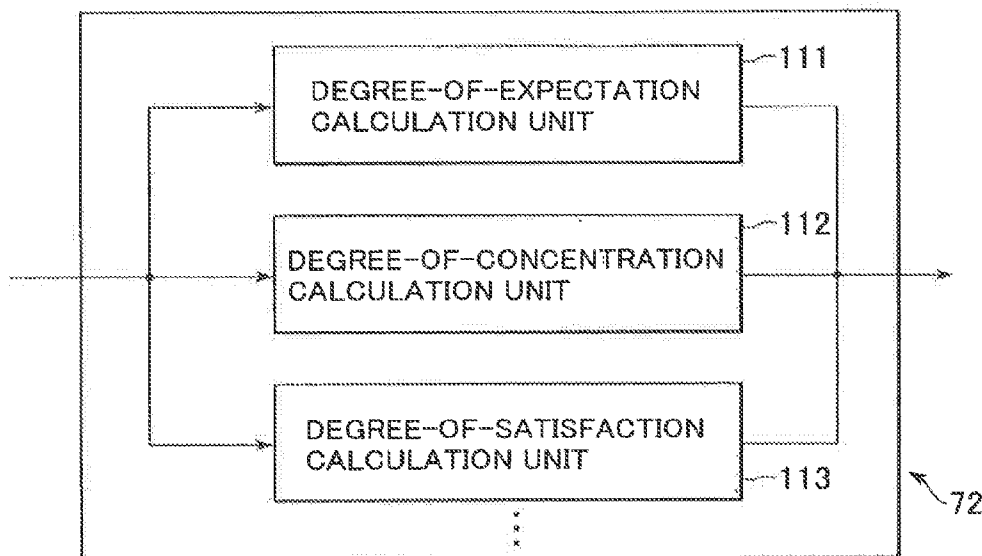 111
DEGREE-OF-EXPECTATION
CALCULATION UNIT
112
DEGREE-OF-CONCENTRATION
CALCULATION UNIT
DEGREE-OF-SATISFACTION
CALCULATION UNIT
113
72